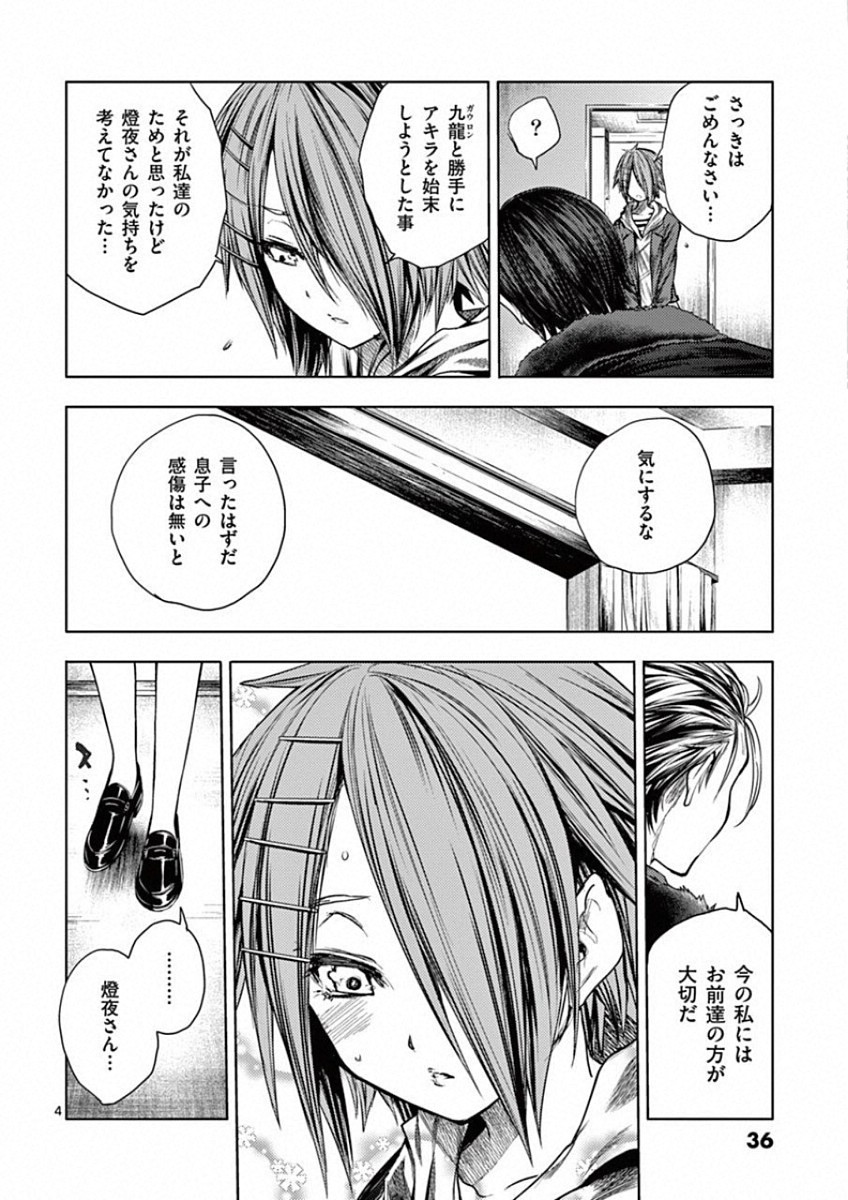 さっきは
ごめんなさい…
?
九龍と勝手に
ガウロン
アキラを始末
しようとした事
それが私達の
ためと思ったけど
燈夜さんの気持ちを
考えてなかった…
気にするな
言ったはずだ
息子への
感傷は無いと
今の私には
お前達の方が
大切だ
………
燈夜さん…
4
36